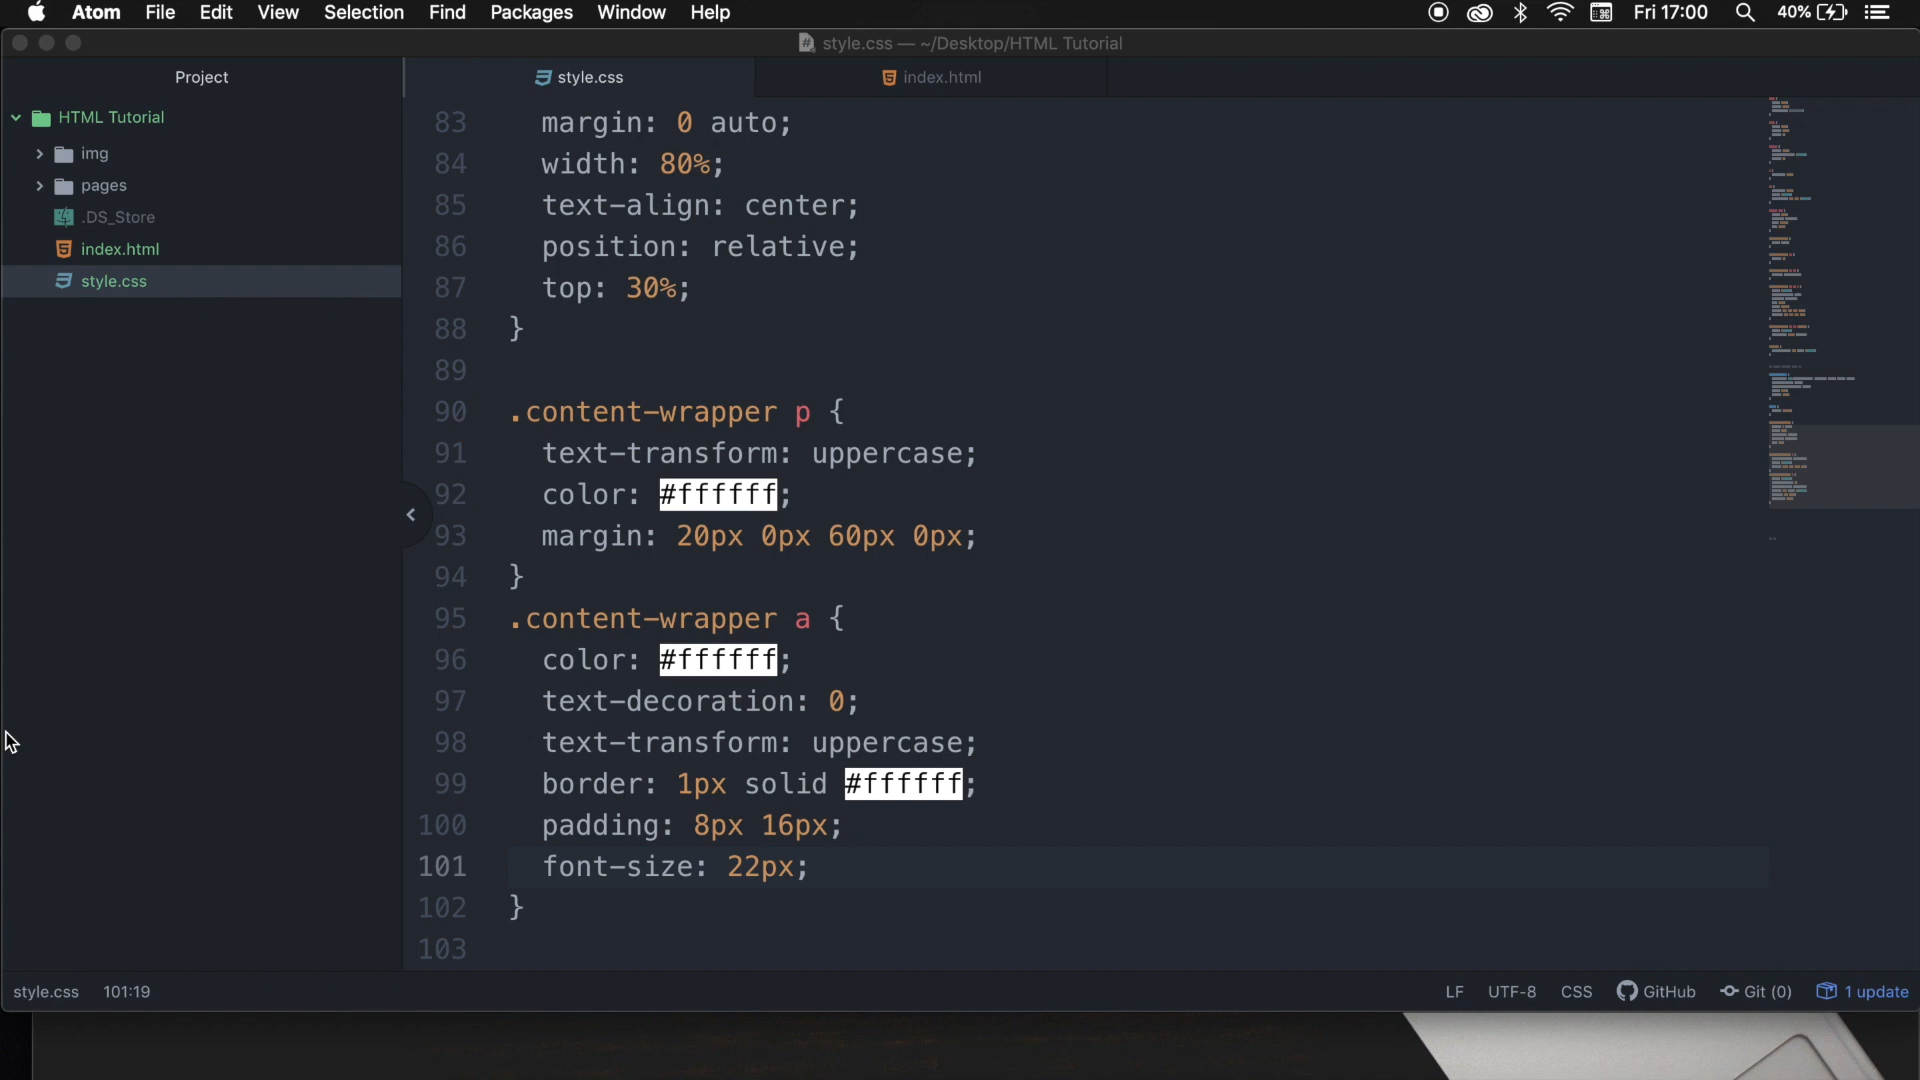 Atom File Edit View Selection Find Packages Window Help Fri 17:00 40%
style.css — ~/Desktop/HTML Tutorial
Project style.css index.html
HTML Tutorial
img
pages
.DS_Store
index.html
style.css
83 margin: 0 auto;
84 width: 80%;
85 text-align: center;
86 position: relative;
87 top: 30%;
88 }
89
90 .content-wrapper p {
91 text-transform: uppercase;
92 color: #ffffff;
93 margin: 20px 0px 60px 0px;
94 }
95 .content-wrapper a {
96 color: #ffffff;
97 text-decoration: 0;
98 text-transform: uppercase;
99 border: 1px solid #ffffff;
100 padding: 8px 16px;
101 font-size: 22px;
102 }
103
style.css 101:19 LF UTF-8 CSS GitHub Git (0) 1 update